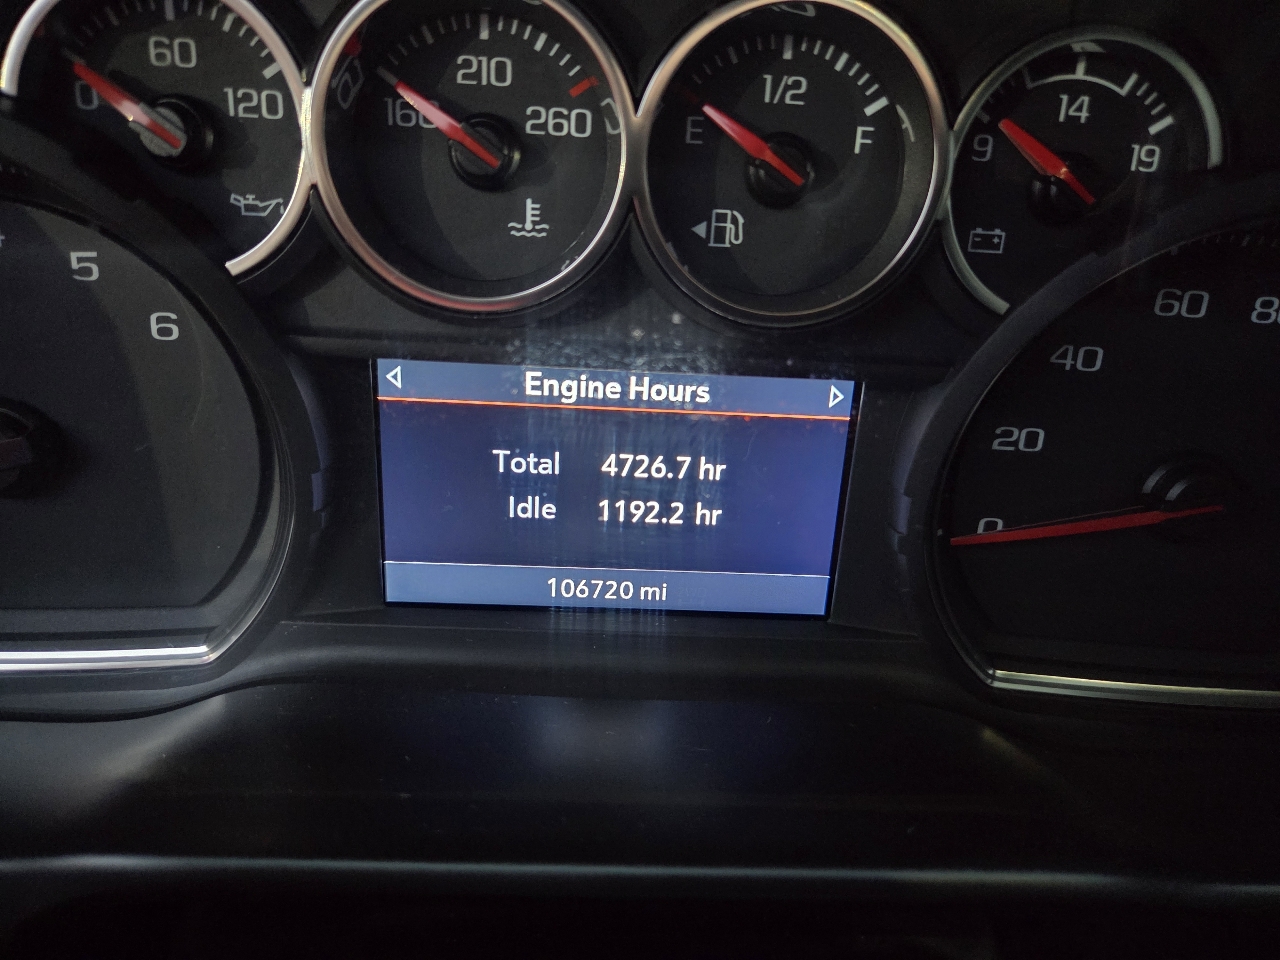 0 60 120
160 210 260
E 1/2 F
9 14 19
5
6
0 20 40 60
Engine Hours
Total 4726.7 hr
Idle 1192.2 hr
106720 mi